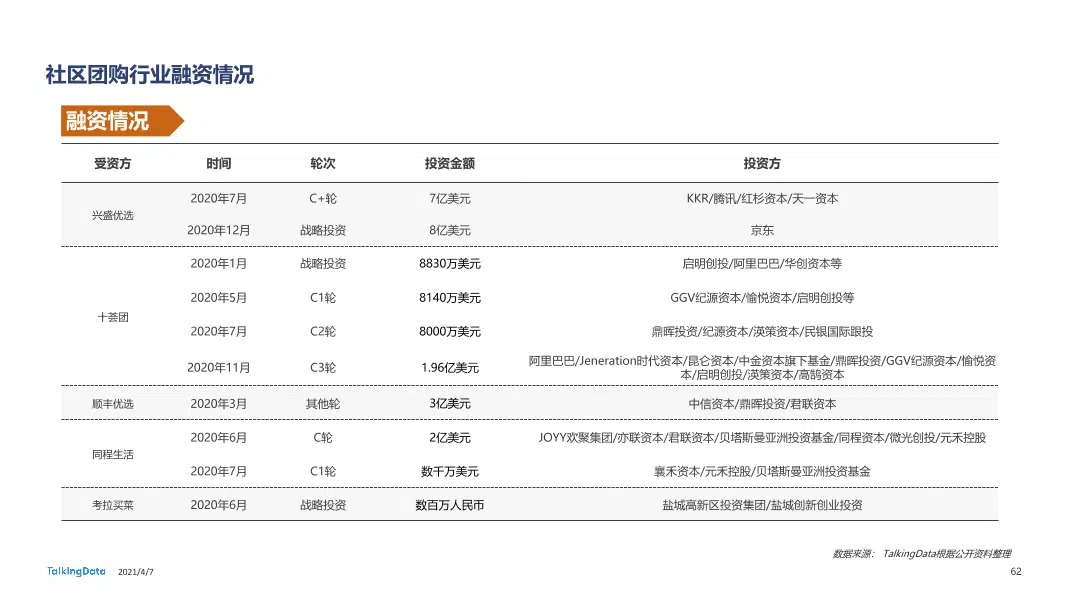 社区团购行业融资情况
融资情况
受资方 时间 轮次 投资金额 投资方
兴盛优选
2020年7月 C+轮 7亿美元 KKR/腾讯/红杉资本/天一资本
2020年12月 战略投资 8亿美元 京东
十荟团
2020年1月 战略投资 8830万美元 启明创投/阿里巴巴/华创资本等
2020年5月 C1轮 8140万美元 GGV纪源资本/愉悦资本/启明创投等
2020年7月 C2轮 8000万美元 鼎晖投资/纪源资本/渶策资本/民银国际跟投
2020年11月 C3轮 1.96亿美元 阿里巴巴/Jeneration时代资本/昆仑资本/中金资本旗下基金/鼎晖投资/GGV纪源资本/愉悦资
本/启明创投/渶策资本/高鹄资本
顺丰优选 2020年3月 其他轮 3亿美元 中信资本/鼎晖投资/君联资本
同程生活
2020年6月 C轮 2亿美元 JOYY欢聚集团/亦联资本/君联资本/贝塔斯曼亚洲投资基金/同程资本/微光创投/元禾控股
2020年7月 C1轮 数千万美元 襄禾资本/元禾控股/贝塔斯曼亚洲投资基金
考拉买菜 2020年6月 战略投资 数百万人民币 盐城高新区投资集团/盐城创新创业投资
数据来源： TalkingData根据公开资料整理
TalkingData 2021/4/7 62